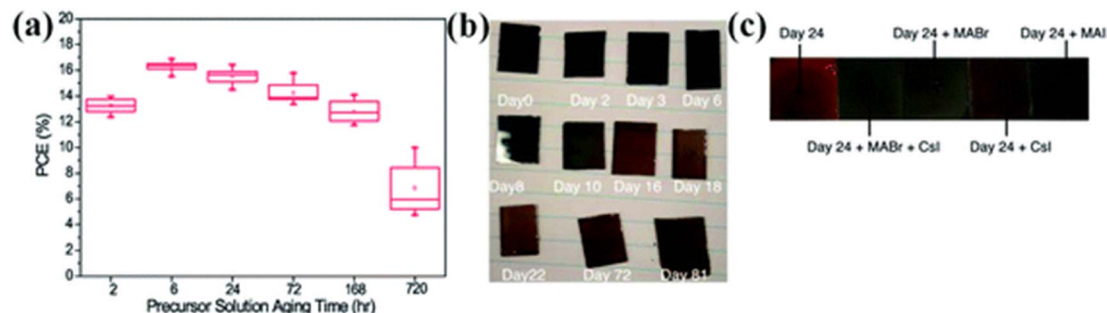 (a)
20
18
16
14
12
10
8
6
4
2
0
PCE (%)
2 6 24 72 168 720
Precursor Solution Aging Time (hr)
(b)
Day0 Day 2 Day 3 Day 6
Day8 Day 10 Day 16 Day 18
Day22 Day 72 Day 81
(c)
Day 24 Day 24 + MABr Day 24 + MAI
Day 24 + MABr + CsI Day 24 + CsI